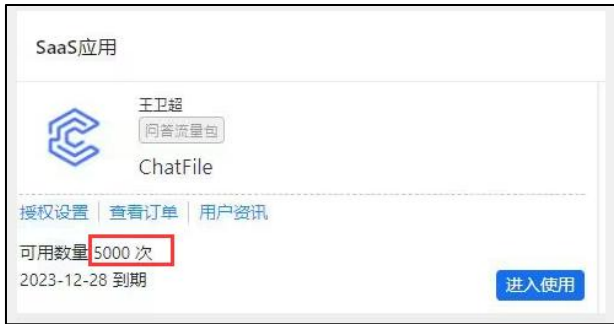 SaaS应用
王卫超
问答流量包
ChatFile
授权设置 查看订单 用户资讯
可用数量 5000 次
2023-12-28 到期
进入使用